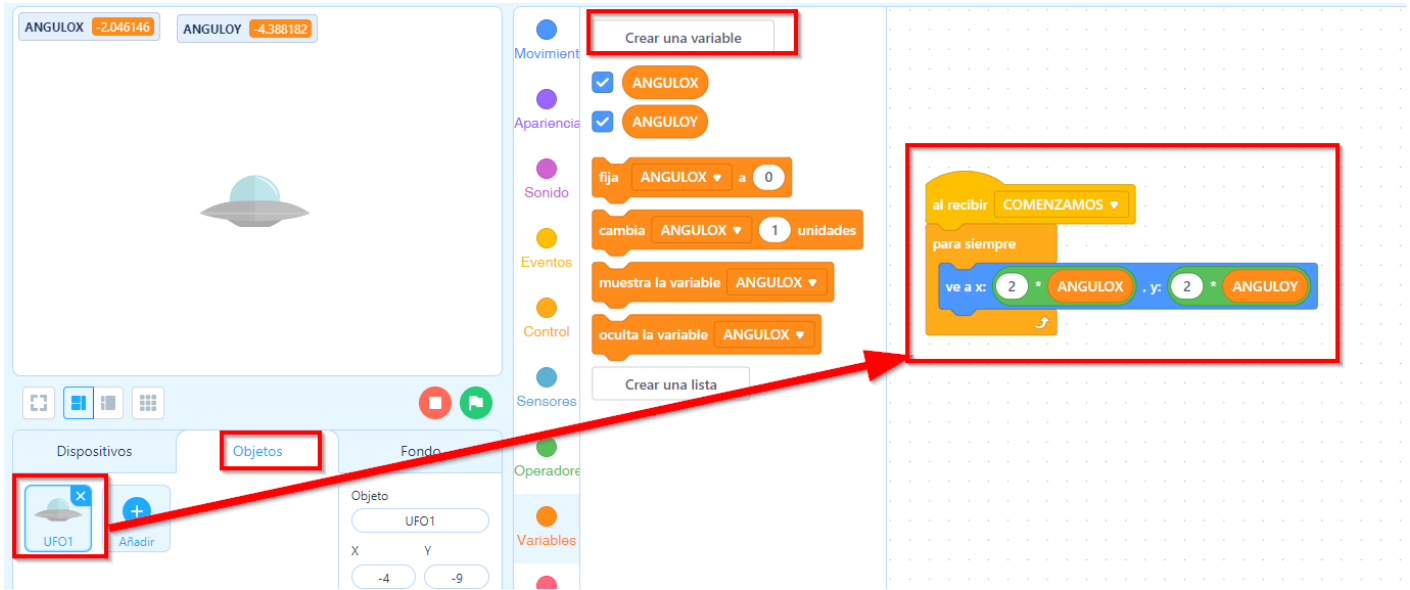 ANGULOX -2.046146
ANGULOY -4.388182
Dispositivos
Objetos
Fondo
UFO1
Añadir
Objeto
UFO1
X Y
-4 -9
Movimient
Apariencia
Sonido
Eventos
Control
Sensores
Operadore
Variables
Crear una variable
ANGULOX
ANGULOY
fija ANGULOX a 0
cambia ANGULOX 1 unidades
muestra la variable ANGULOX
oculta la variable ANGULOX
Crear una lista
al recibir COMENZAMOS
para siempre
ve a x: 2 * ANGULOX , y: 2 * ANGULOY